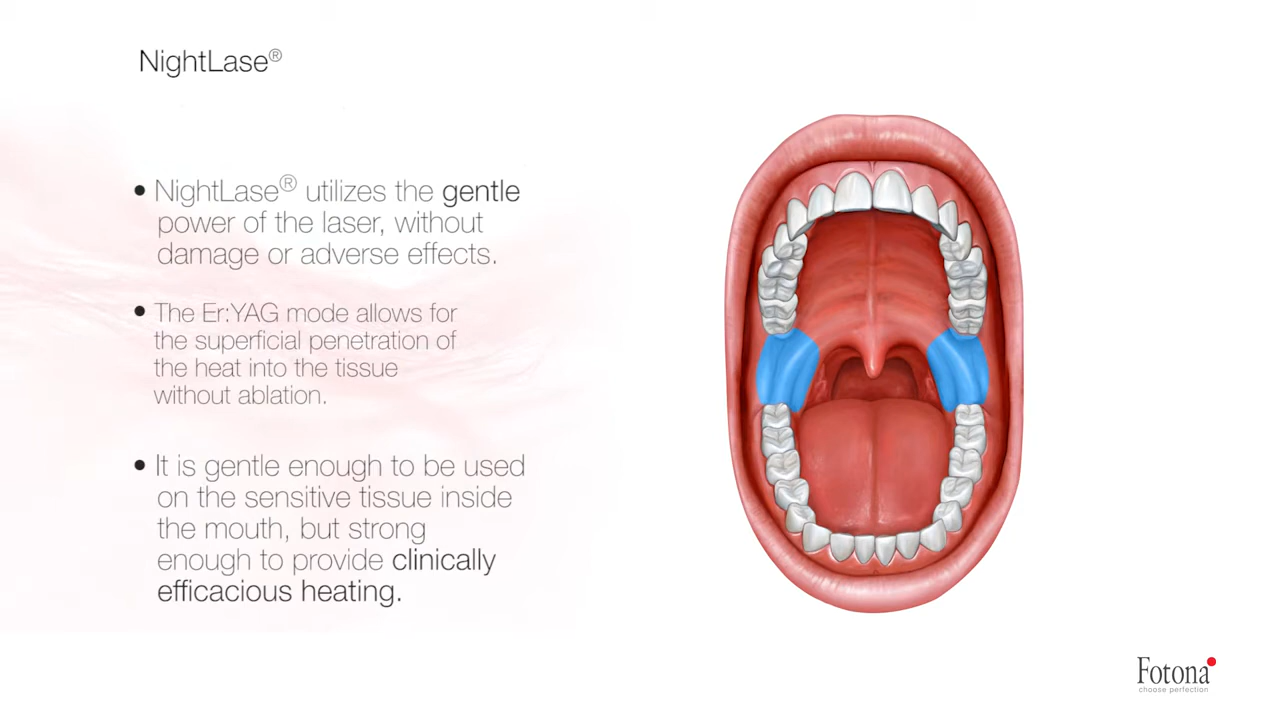 NightLase®
• NightLase® utilizes the gentle
power of the laser, without
damage or adverse effects.
• The Er:YAG mode allows for
the superficial penetration of
the heat into the tissue
without ablation.
• It is gentle enough to be used
on the sensitive tissue inside
the mouth, but strong
enough to provide clinically
efficacious heating.
Fotona
choose perfection